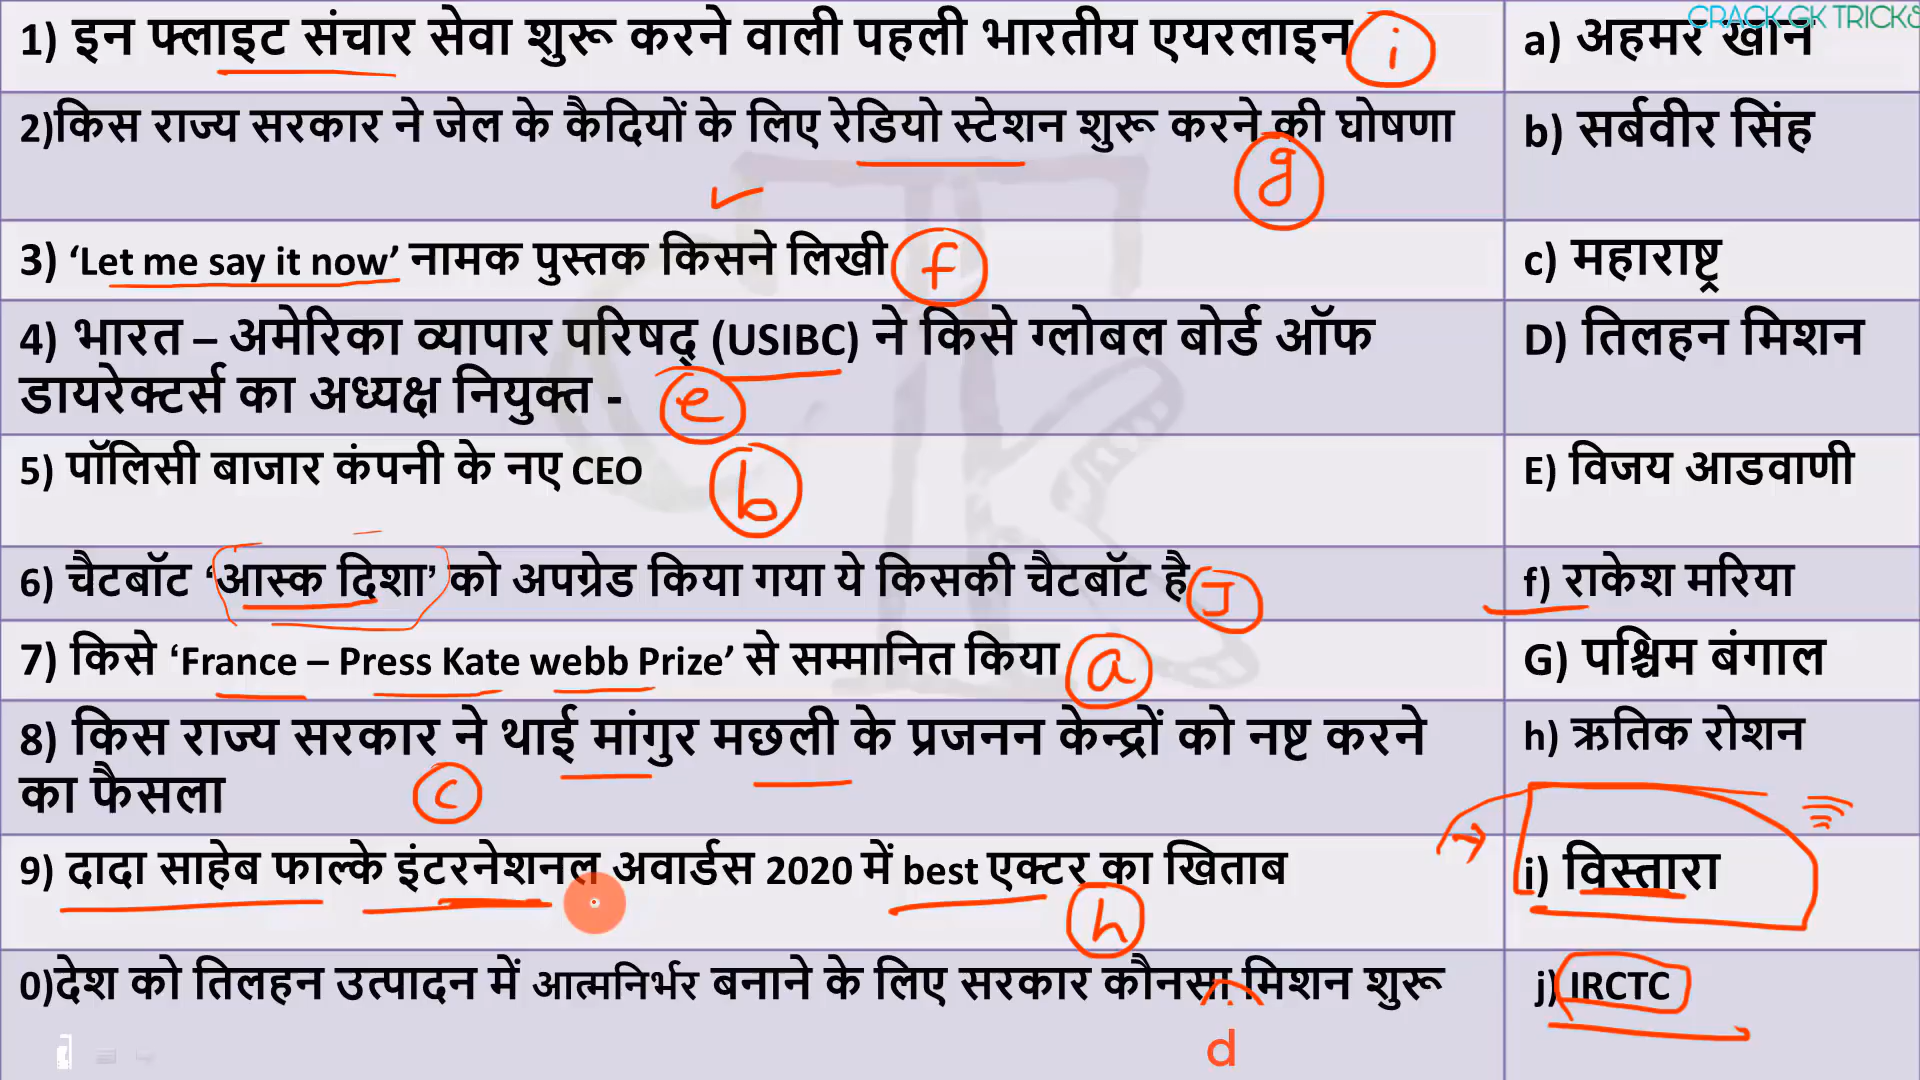 CRACK GK TRICKS
1) इन फ्लाइट संचार सेवा शुरू करने वाली पहली भारतीय एयरलाइन i
a) अहमर खान
2)किस राज्य सरकार ने जेल के कैदियों के लिए रेडियो स्टेशन शुरू करने की घोषणा
g
b) सर्बवीर सिंह
3) ‘Let me say it now’ नामक पुस्तक किसने लिखी f
c) महाराष्ट्र
4) भारत – अमेरिका व्यापार परिषद् (USIBC) ने किसे ग्लोबल बोर्ड ऑफ
डायरेक्टर्स का अध्यक्ष नियुक्त - e
D) तिलहन मिशन
5) पॉलिसी बाजार कंपनी के नए CEO b
E) विजय आडवाणी
6) चैटबॉट ‘आस्क दिशा’ को अपग्रेड किया गया ये किसकी चैटबॉट है J
f) राकेश मरिया
7) किसे ‘France – Press Kate webb Prize’ से सम्मानित किया a
G) पश्चिम बंगाल
8) किस राज्य सरकार ने थाई मांगुर मछली के प्रजनन केन्द्रों को नष्ट करने
का फैसला c
h) ऋतिक रोशन
9) दादा साहेब फाल्के इंटरनेशनल अवार्डस 2020 में best एक्टर का खिताब
h
i) विस्तारा
0)देश को तिलहन उत्पादन में आत्मनिर्भर बनाने के लिए सरकार कौनसा मिशन शुरू
d
j) IRCTC